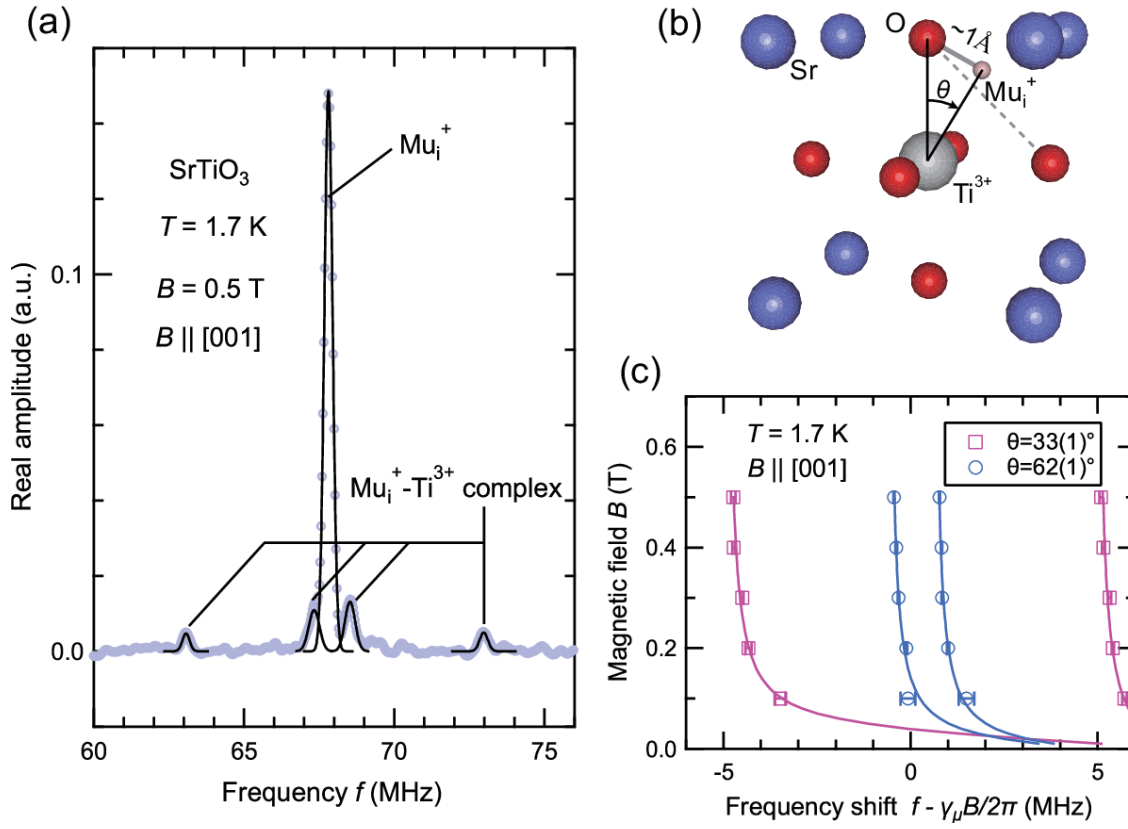 (a)
Real amplitude (a.u.)
0.1
0.0
SrTiO₃
T = 1.7 K
B = 0.5 T
B || [001]
Muᵢ⁺
Muᵢ⁺-Ti³⁺ complex
60 65 70 75
Frequency f (MHz)
(b)
O
~1Å
Sr
θ
Muᵢ⁺
Ti³⁺
(c)
Magnetic field B (T)
0.6
0.4
0.2
0.0
T = 1.7 K
B || [001]
θ=33(1)°
θ=62(1)°
-5 0 5
Frequency shift f - γμB/2π (MHz)